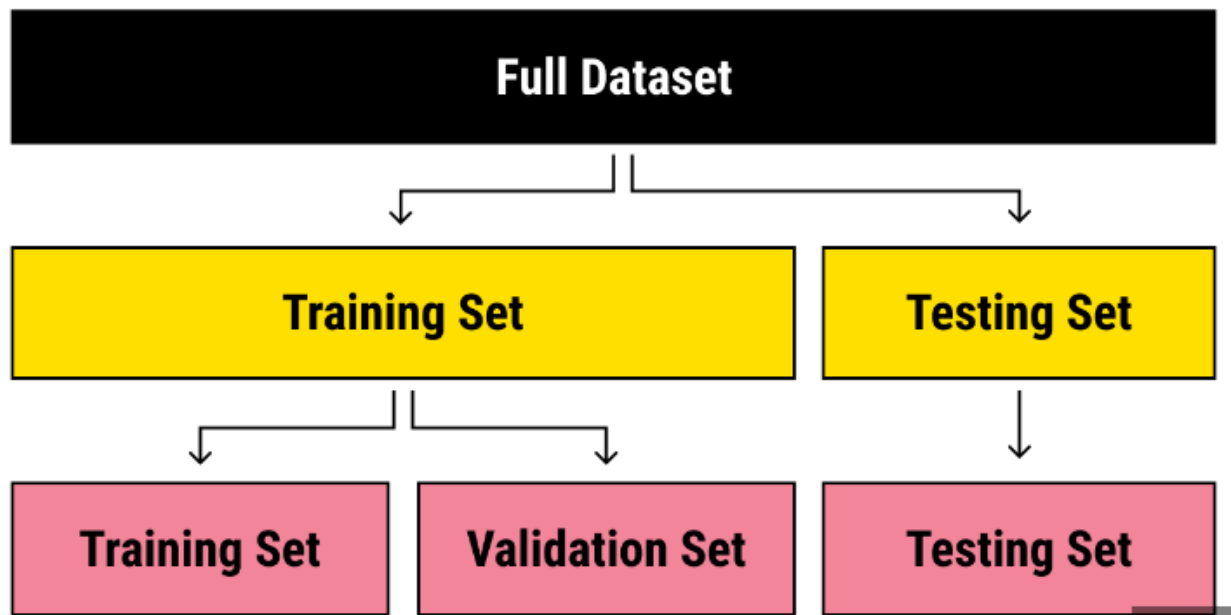 Full Dataset
Training Set
Testing Set
Training Set
Validation Set
Testing Set